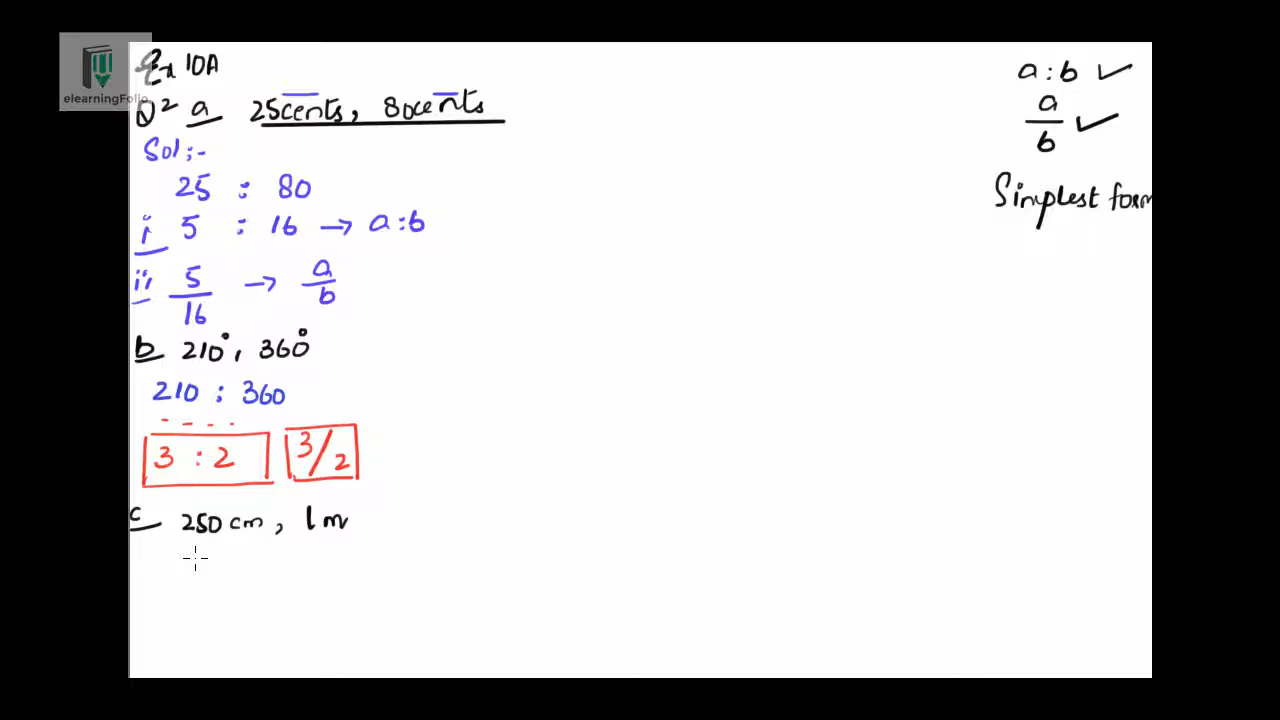 elearningFolio
Ex 10A
Q2 a 25cents, 80cents
Sol:-
25 : 80
i, 5 : 16 → a:b
ii, 5/16 → a/b
b 210°, 360°
210 : 360
3 : 2 3/2
c 250 cm, 1m
a:b ✓
a/b ✓
Simplest form